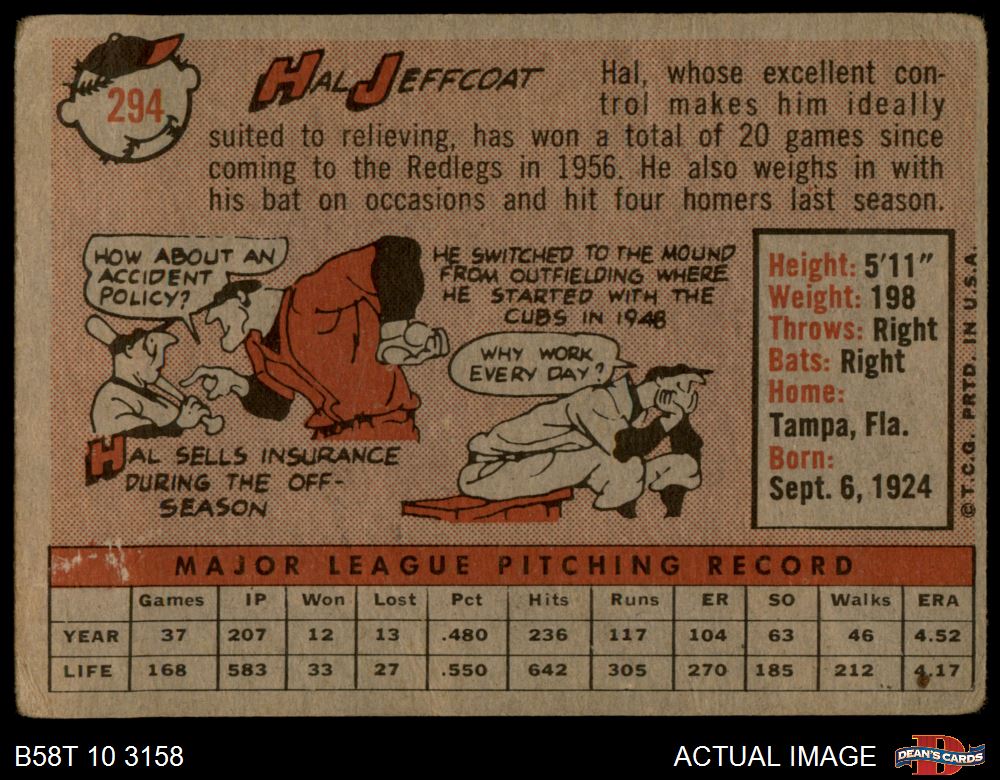 294
HAL JEFFCOAT
Hal, whose excellent con-
trol makes him ideally
suited to relieving, has won a total of 20 games since
coming to the Redlegs in 1956. He also weighs in with
his bat on occasions and hit four homers last season.
HOW ABOUT AN
ACCIDENT
POLICY?
HAL SELLS INSURANCE
DURING THE OFF-
SEASON
HE SWITCHED TO THE MOUND
FROM OUTFIELDING WHERE
HE STARTED WITH THE
CUBS IN 1948
WHY WORK
EVERY DAY?
Height: 5'11"
Weight: 198
Throws: Right
Bats: Right
Home:
Tampa, Fla.
Born:
Sept. 6, 1924
© T.C.G. PRTD. IN U.S.A.
MAJOR LEAGUE PITCHING RECORD
Games IP Won Lost Pct Hits Runs ER SO Walks ERA
YEAR 37 207 12 13 .480 236 117 104 63 46 4.52
LIFE 168 583 33 27 .550 642 305 270 185 212 4.17
B58T 10 3158
ACTUAL IMAGE
D
DEAN'S CARDS